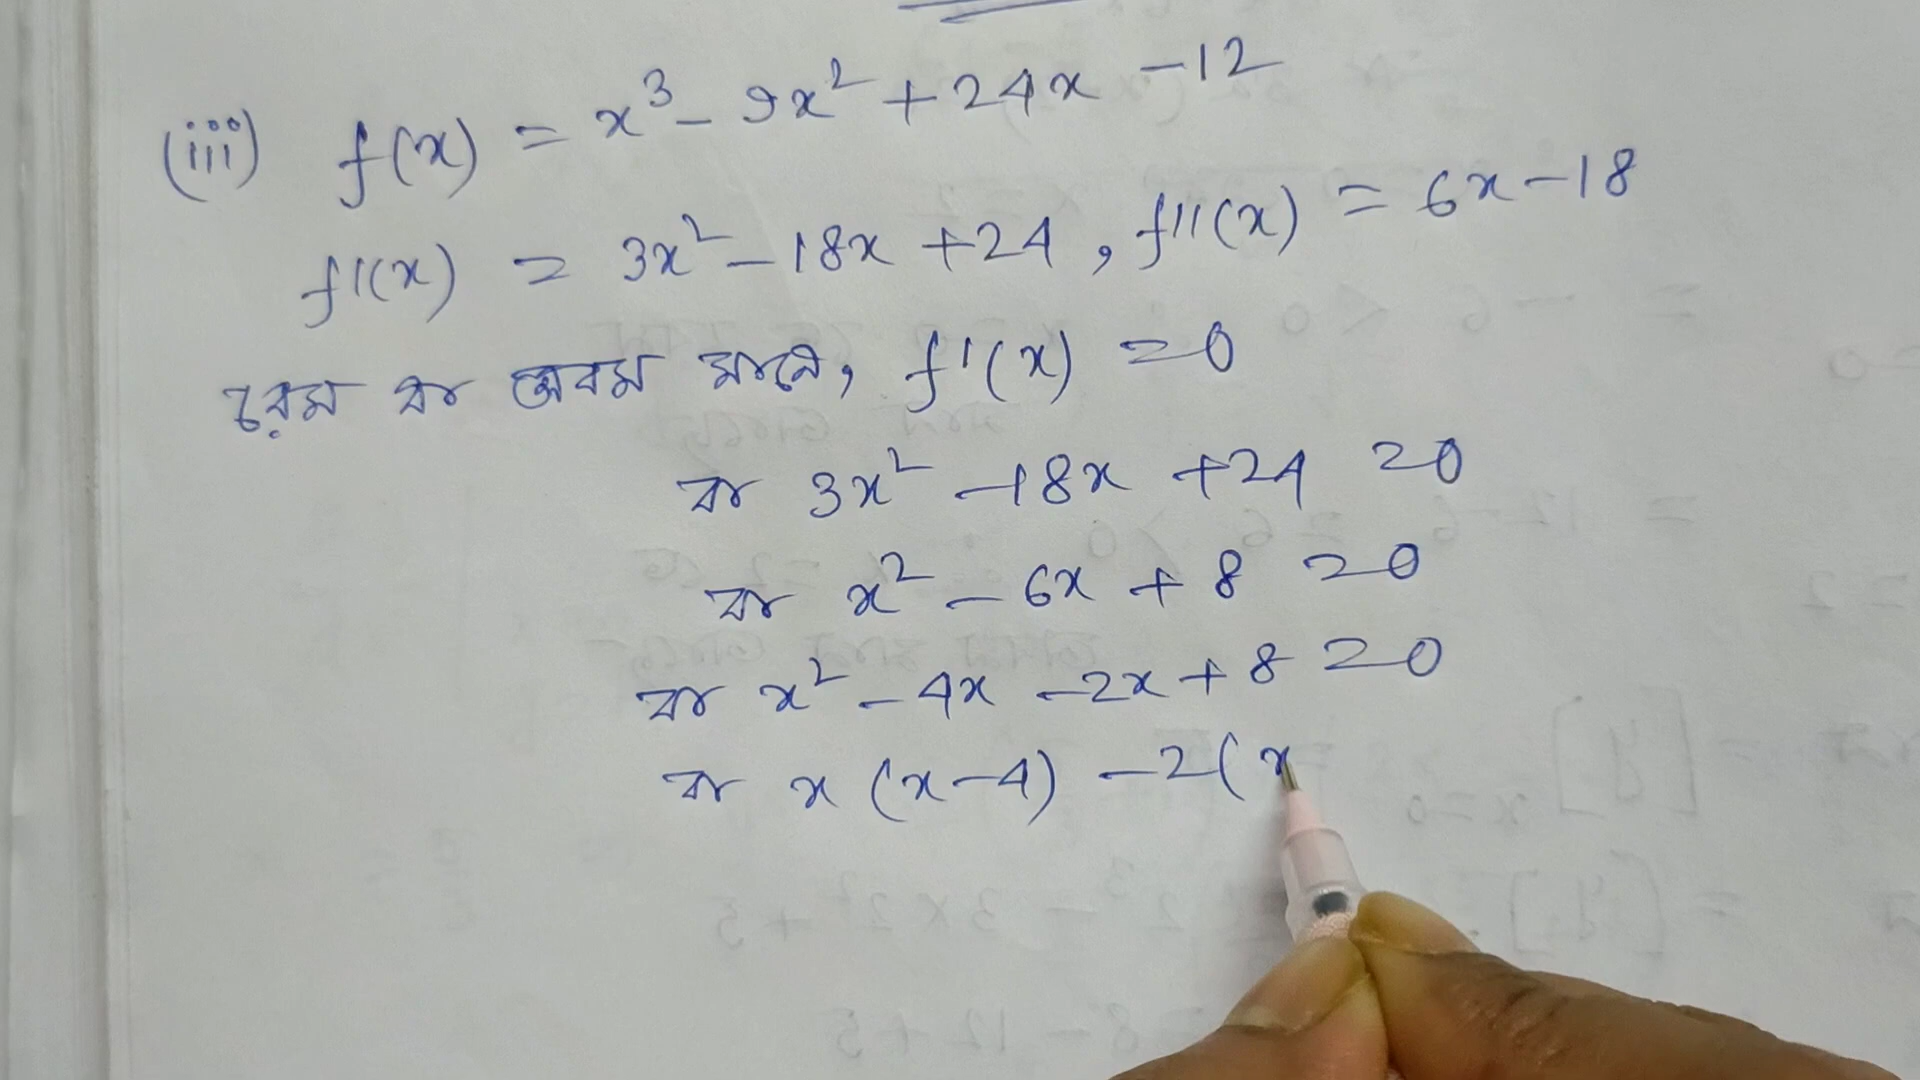 (iii) f(x) = x³ - 9x² + 24x - 12
f'(x) = 3x² - 18x + 24, f''(x) = 6x - 18
চরম বা অবম মানে, f'(x) = 0
বা 3x² - 18x + 24 = 0
বা x² - 6x + 8 = 0
বা x² - 4x - 2x + 8 = 0
বা x (x - 4) - 2 ( x